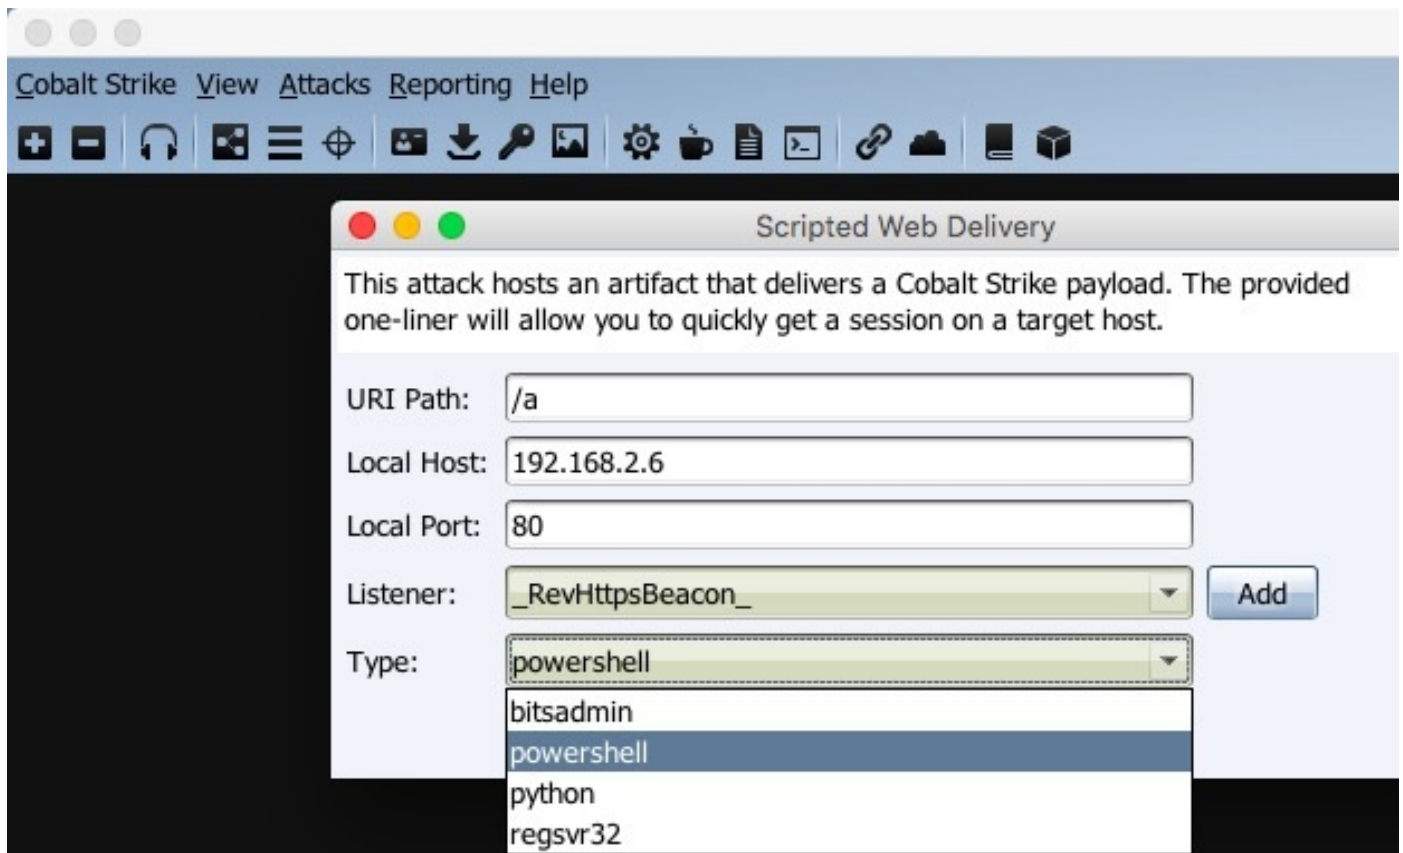 Cobalt Strike View Attacks Reporting Help
Scripted Web Delivery
This attack hosts an artifact that delivers a Cobalt Strike payload. The provided
one-liner will allow you to quickly get a session on a target host.
URI Path: /a
Local Host: 192.168.2.6
Local Port: 80
Listener: _RevHttpsBeacon_ Add
Type: powershell
bitsadmin
powershell
python
regsvr32